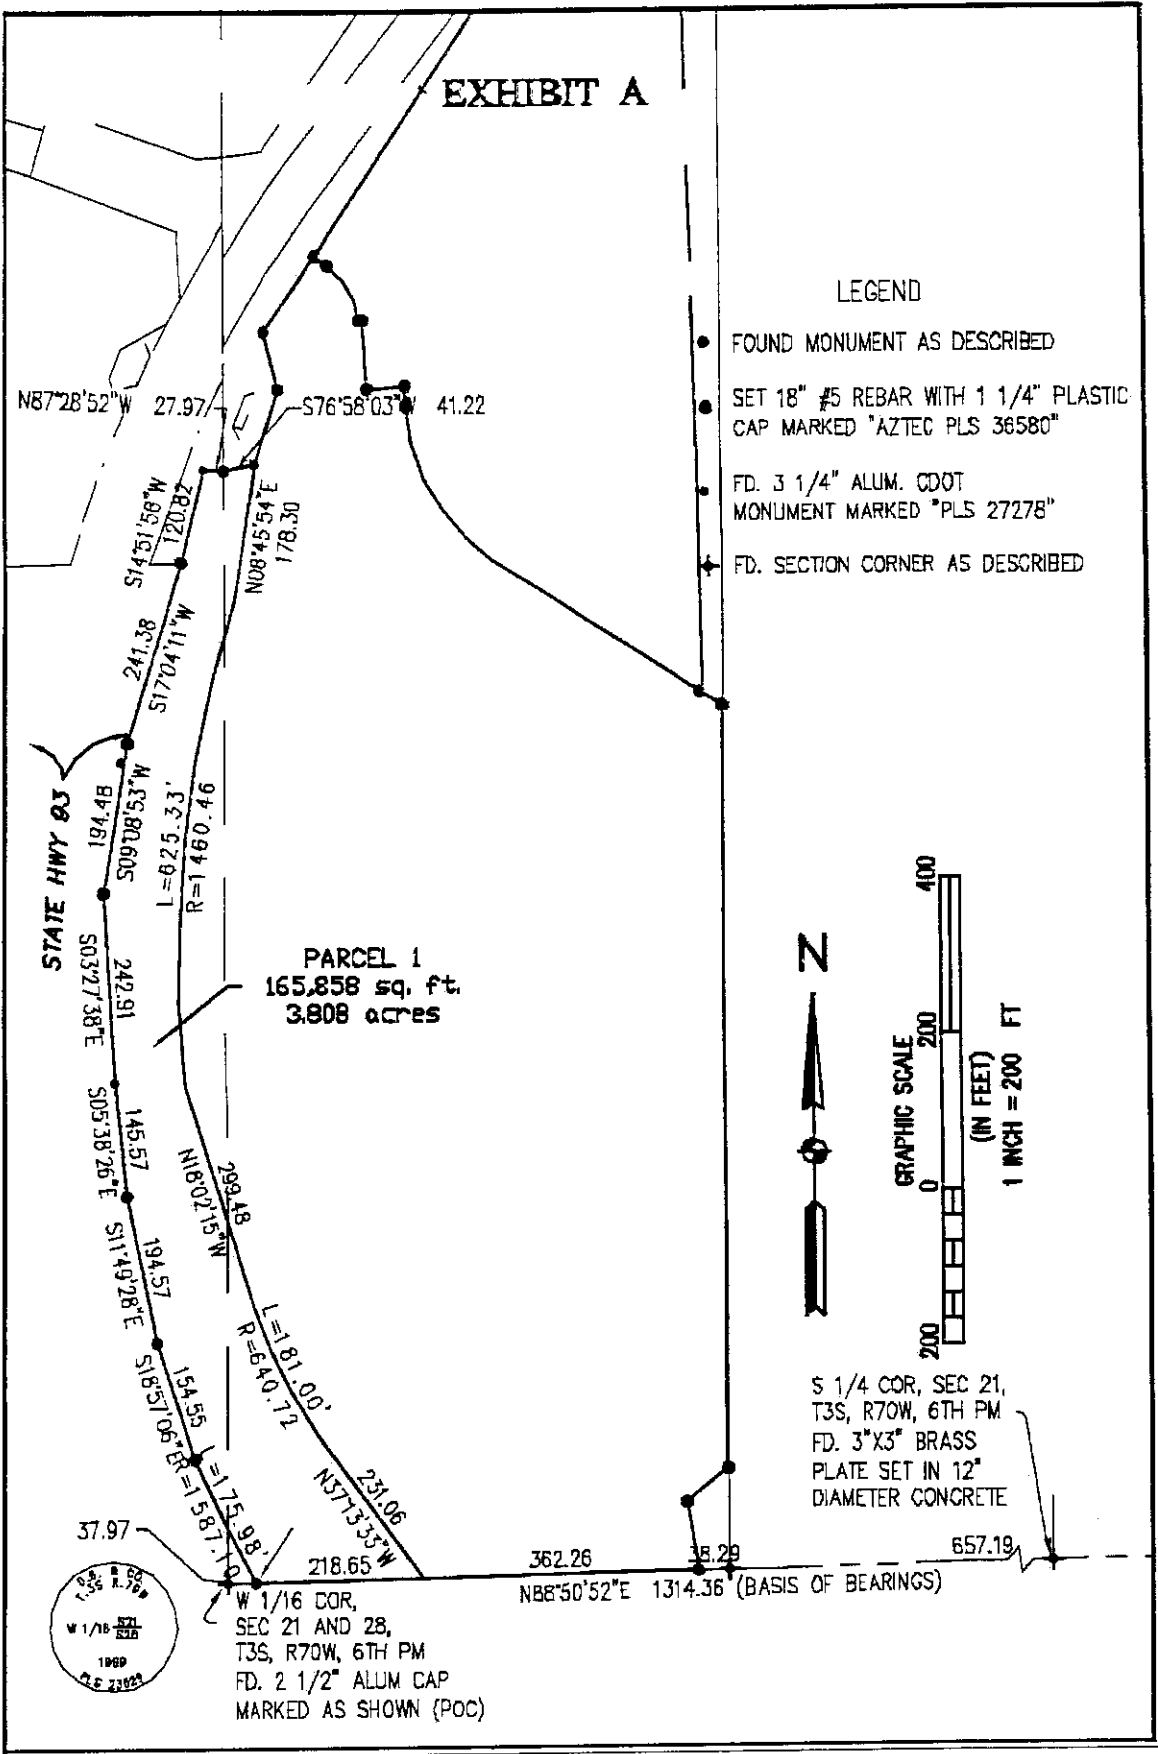 EXHIBIT A
LEGEND
FOUND MONUMENT AS DESCRIBED
SET 18" #5 REBAR WITH 1 1/4" PLASTIC
CAP MARKED "AZTEC PLS 36580"
FD. 3 1/4" ALUM. CDOT
MONUMENT MARKED "PLS 27278"
FD. SECTION CORNER AS DESCRIBED
N87°28'52"W 27.97
S76°58'03"W 41.22
S14°51'58"W
120.82
N08°45'54"E
178.30
241.38
S17°04'11"W
STATE HWY 93
194.48
S09°08'53"W
L=625.33'
R=1460.46
S03°27'38"E
242.91
PARCEL 1
165,858 sq. ft.
3.808 acres
N
GRAPHIC SCALE
400
200
0
200
(IN FEET)
1 INCH = 200 FT
S05°38'26"E
145.57
N18°02'15"W
299.48
S11°49'28"E
194.57
L=181.00'
R=640.72
S18°57'06"E
154.55
L=175.98'
R=1587.10
N37°13'33"W
231.06
S 1/4 COR, SEC 21,
T3S, R70W, 6TH PM
FD. 3"X3" BRASS
PLATE SET IN 12"
DIAMETER CONCRETE
37.97
218.65
362.26
38.29
657.19
N88°50'52"E 1314.36 (BASIS OF BEARINGS)
W 1/16 COR,
SEC 21 AND 28,
T3S, R70W, 6TH PM
FD. 2 1/2" ALUM CAP
MARKED AS SHOWN (POC)
W 1/16 S21
S28
PLS 23529